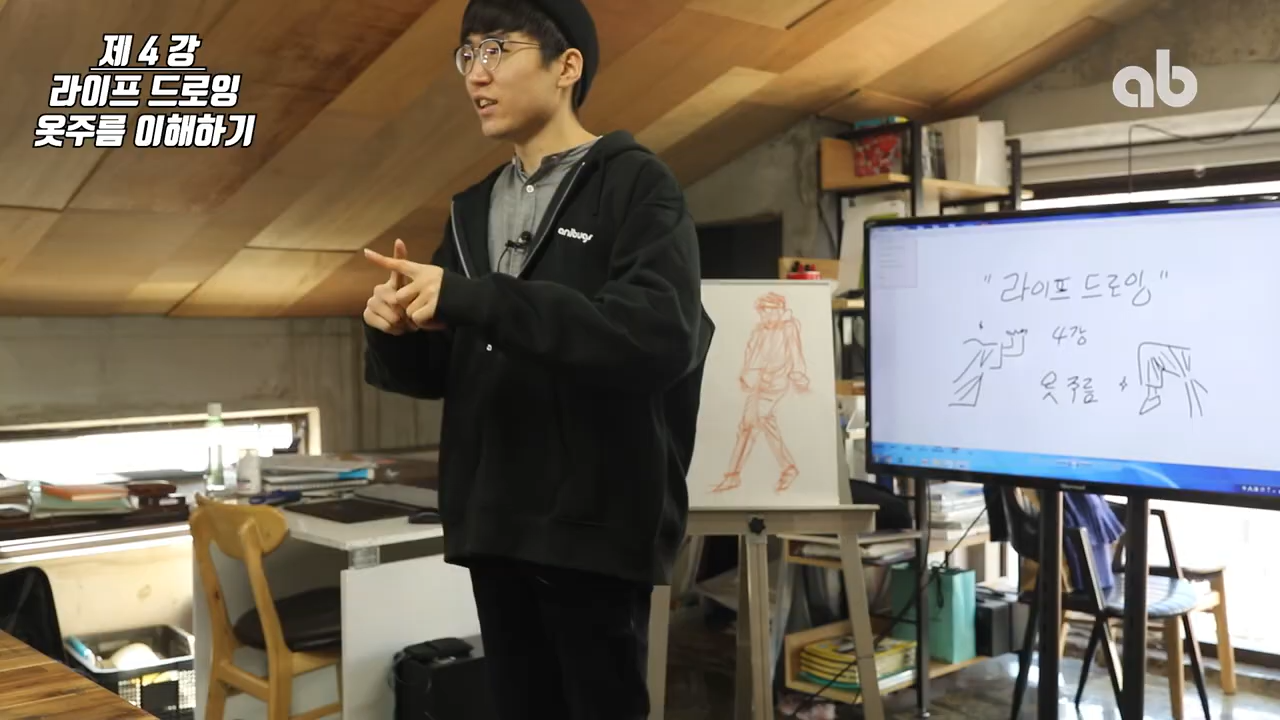 제 4 강
라이프 드로잉
옷주름 이해하기
ab
anibugs
"라이프 드로잉"
4강
옷 주름